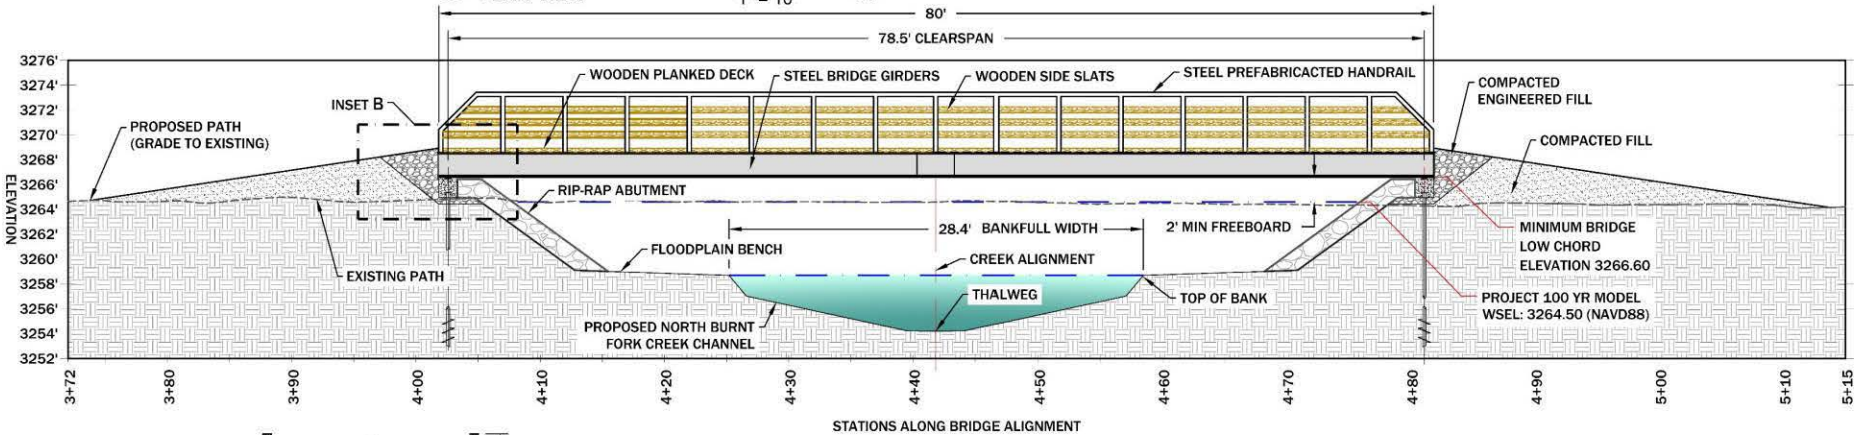 80'
78.5' CLEARSPAN
3276'
3274'
3272'
3270'
3268'
3266'
3264'
3262'
3260'
3258'
3256'
3254'
3252'
ELEVATION
WOODEN PLANKED DECK
STEEL BRIDGE GIRDERS
WOODEN SIDE SLATS
STEEL PREFABRICACTED HANDRAIL
COMPACTED
ENGINEERED FILL
INSET B
PROPOSED PATH
(GRADE TO EXISTING)
COMPACTED FILL
RIP-RAP ABUTMENT
28.4' BANKFULL WIDTH
2' MIN FREEBOARD
MINIMUM BRIDGE
LOW CHORD
ELEVATION 3266.60
FLOODPLAIN BENCH
CREEK ALIGNMENT
EXISTING PATH
THALWEG
TOP OF BANK
PROJECT 100 YR MODEL
WSEL: 3264.50 (NAVD88)
PROPOSED NORTH BURNT
FORK CREEK CHANNEL
3+72
3+80
3+90
4+00
4+10
4+20
4+30
4+40
4+50
4+60
4+70
4+80
4+90
5+00
5+10
5+15
STATIONS ALONG BRIDGE ALIGNMENT